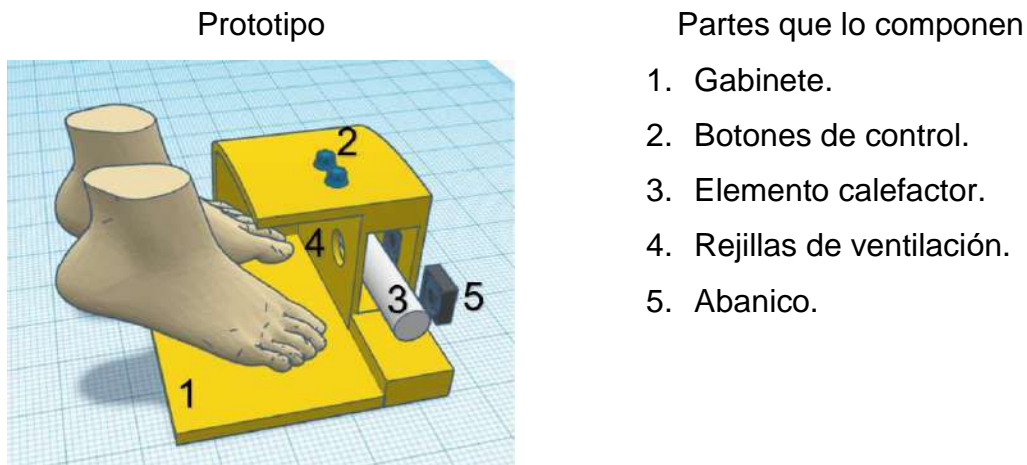 Prototipo
Partes que lo componen
1. Gabinete.
2. Botones de control.
3. Elemento calefactor.
4. Rejillas de ventilación.
5. Abanico.
2
4
3
5
1